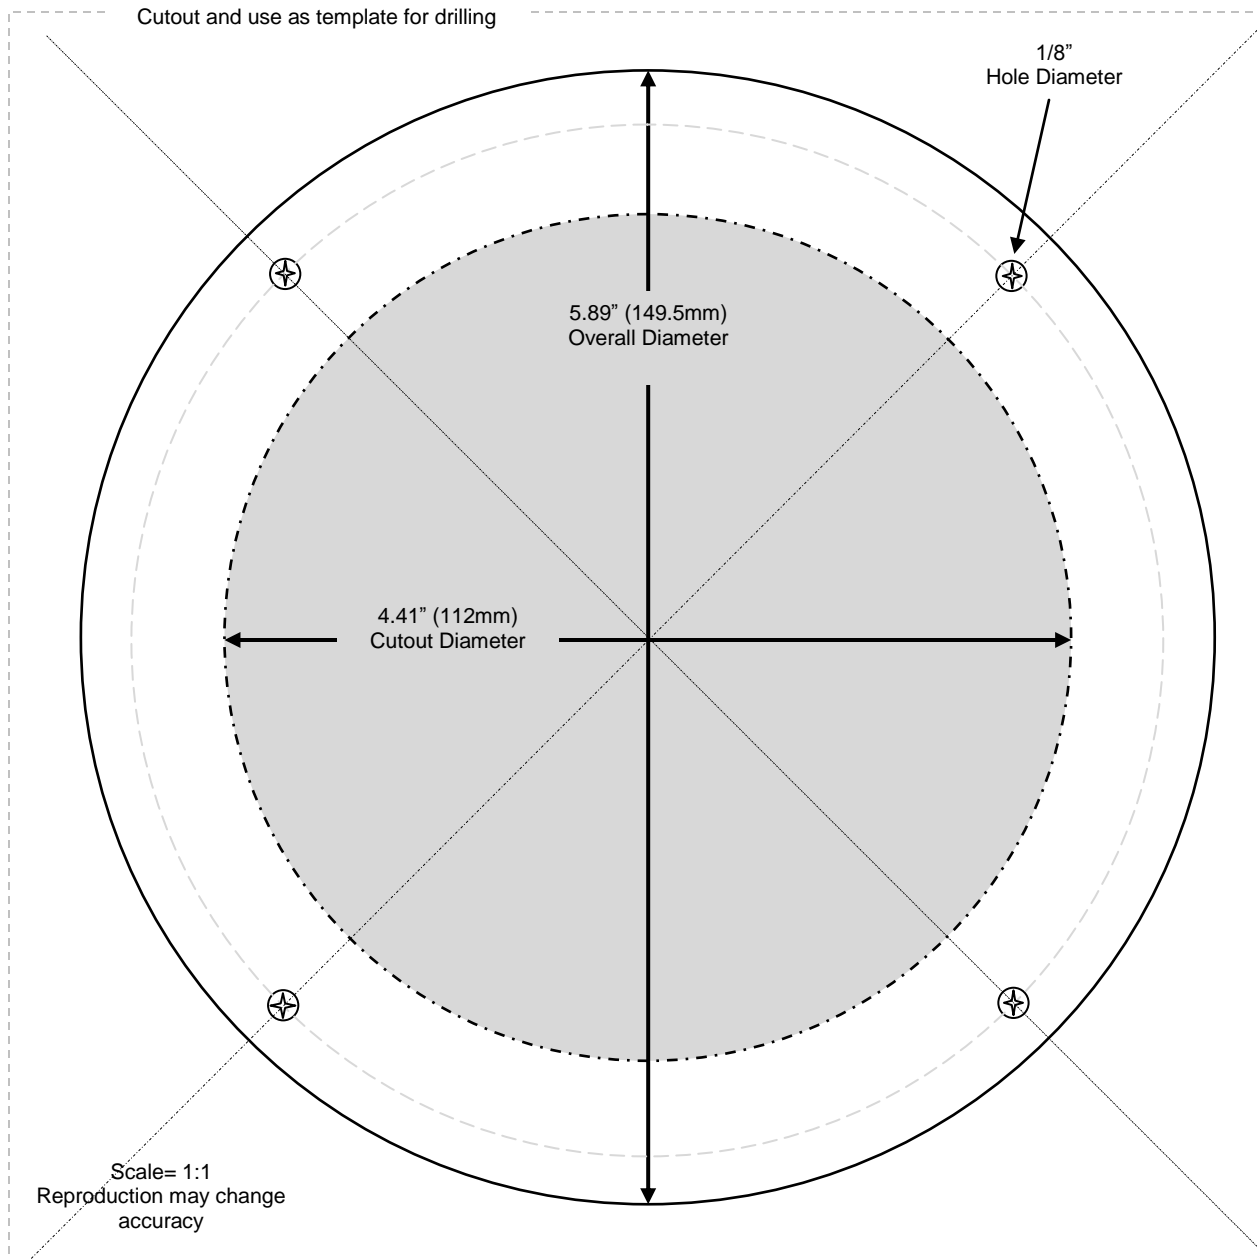 Cutout and use as template for drilling
1/8”
Hole Diameter
5.89” (149.5mm)
Overall Diameter
4.41” (112mm)
Cutout Diameter
Scale= 1:1
Reproduction may change
accuracy